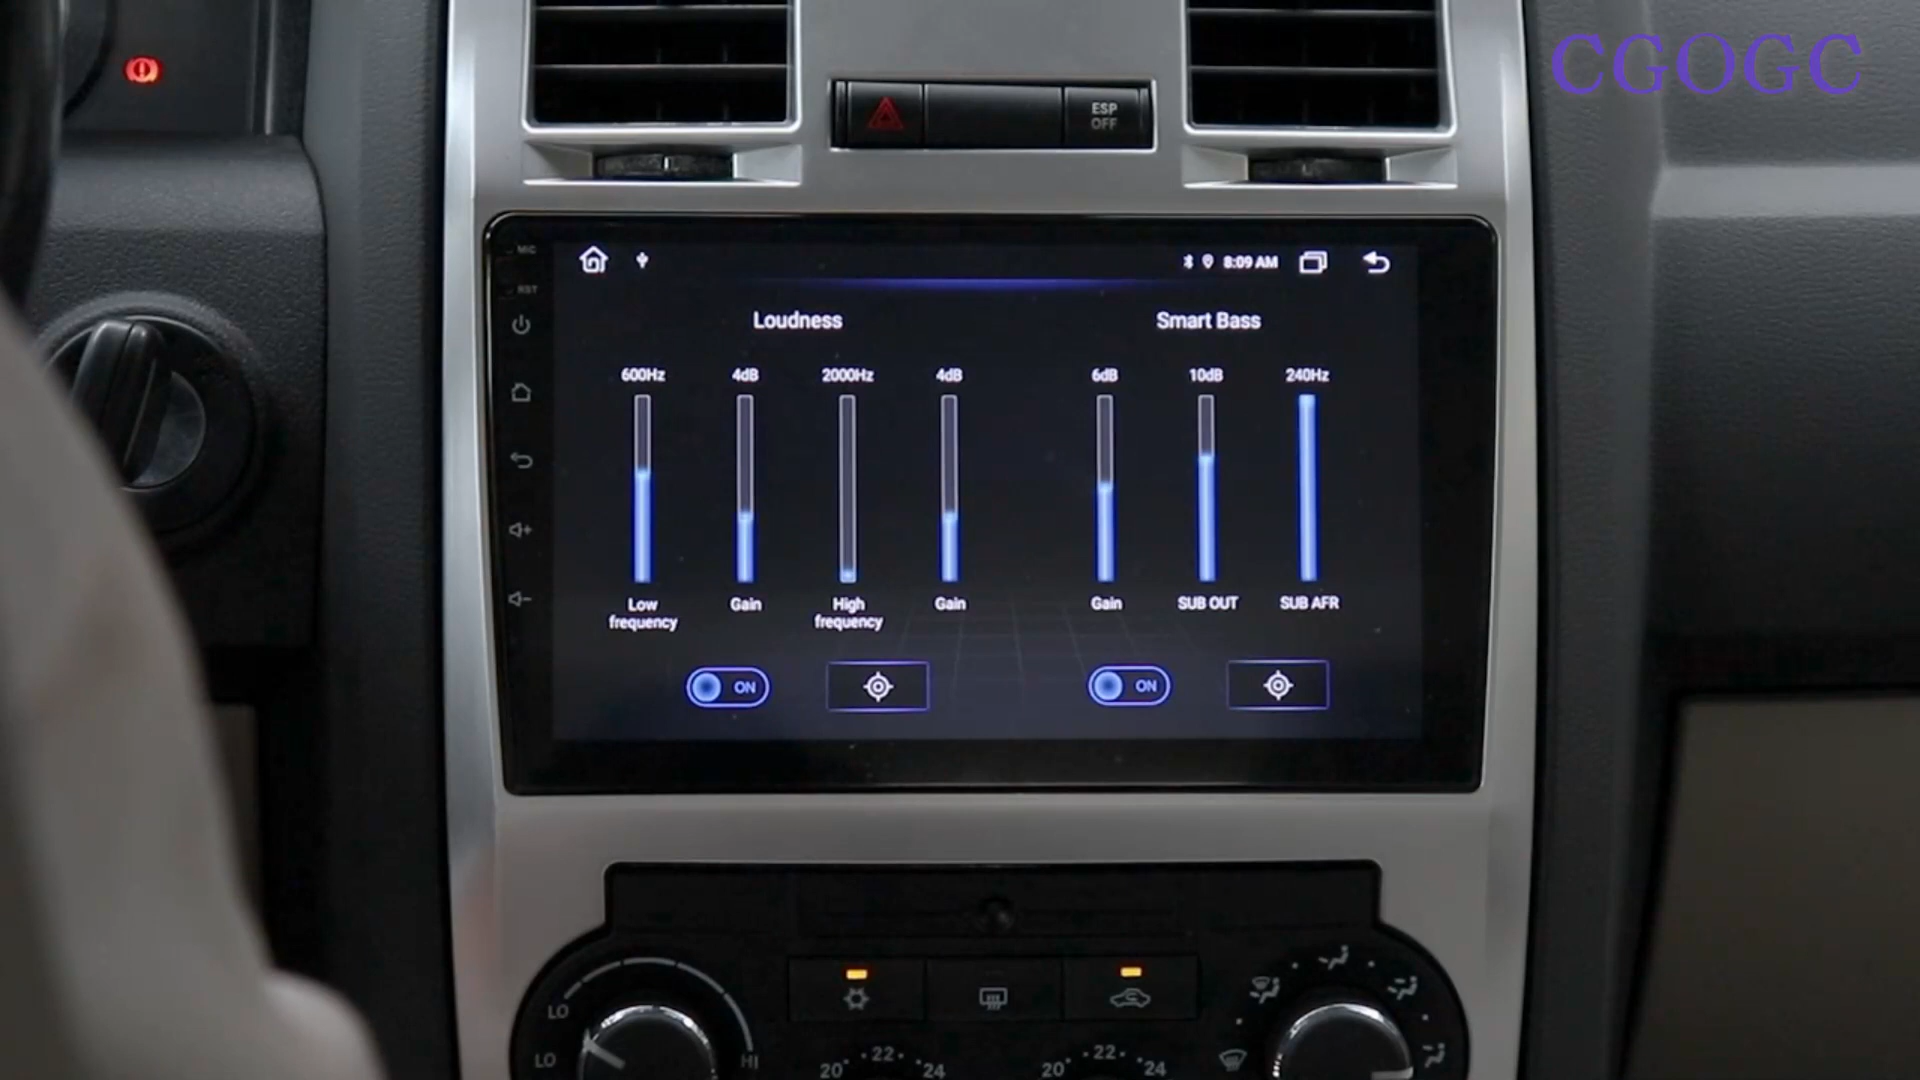 CGOGC
ESP
OFF
MIC
RST
8:09 AM
Loudness
Smart Bass
600Hz 4dB 2000Hz 4dB 6dB 10dB 240Hz
Low frequency
Gain
High frequency
Gain
Gain
SUB OUT
SUB AFR
ON
ON
LO
LO
HI
20 22 24
20 22 24